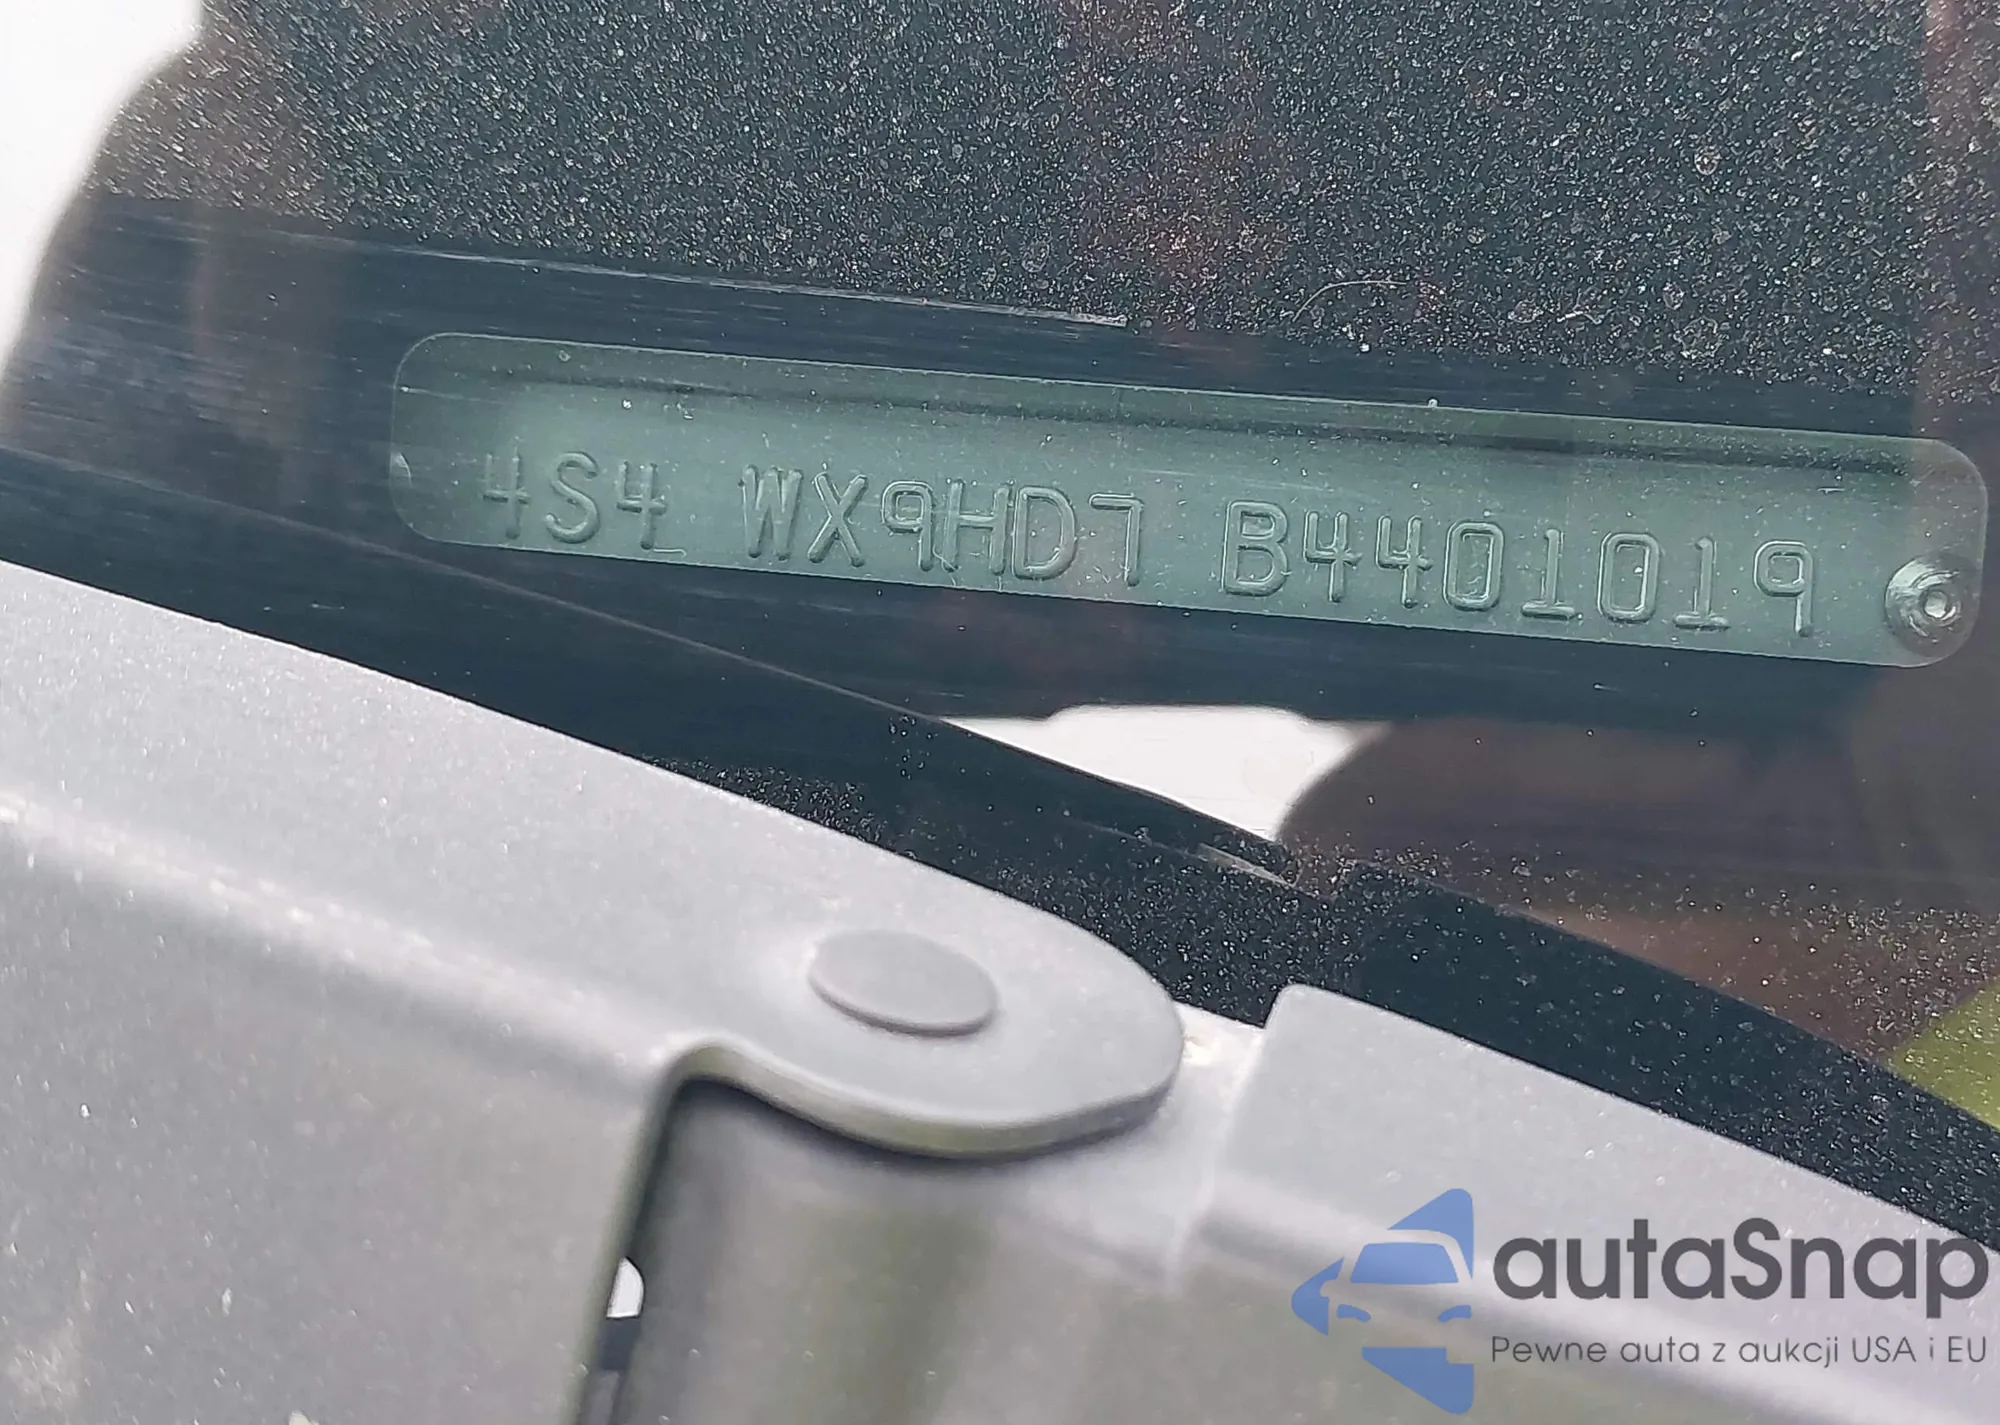 4S4 WX9HD7 B4401019
autaSnap
Pewne auta z aukcji USA i EU